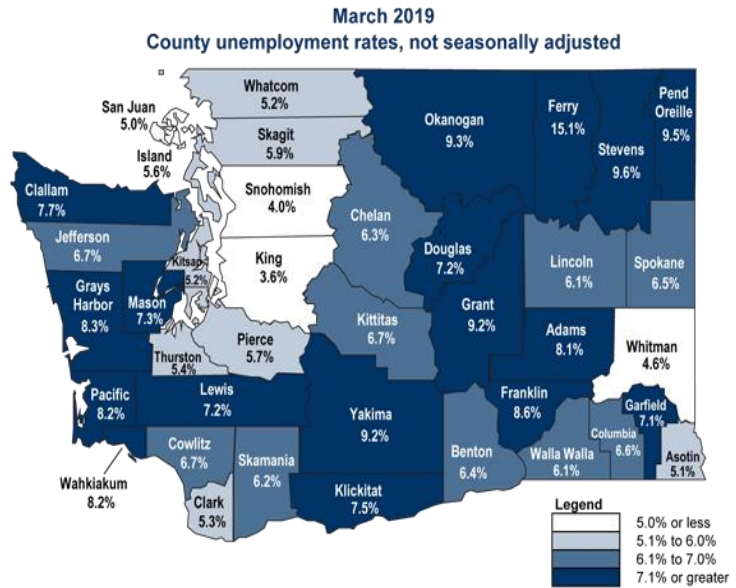 March 2019
County unemployment rates, not seasonally adjusted
Whatcom
5.2%
San Juan
5.0%
Skagit
5.9%
Island
5.6%
Okanogan
9.3%
Ferry
15.1%
Stevens
9.6%
Pend
Oreille
9.5%
Clallam
7.7%
Snohomish
4.0%
Chelan
6.3%
Jefferson
6.7%
Kitsap
5.2%
King
3.6%
Douglas
7.2%
Lincoln
6.1%
Spokane
6.5%
Grays
Harbor
8.3%
Mason
7.3%
Kittitas
6.7%
Grant
9.2%
Pierce
5.7%
Thurston
5.4%
Adams
8.1%
Whitman
4.6%
Pacific
8.2%
Lewis
7.2%
Yakima
9.2%
Franklin
8.6%
Garfield
7.1%
Cowlitz
6.7%
Skamania
6.2%
Benton
6.4%
Walla Walla
6.1%
Columbia
6.6%
Asotin
5.1%
Wahkiakum
8.2%
Clark
5.3%
Klickitat
7.5%
Legend
5.0% or less
5.1% to 6.0%
6.1% to 7.0%
7.1% or greater